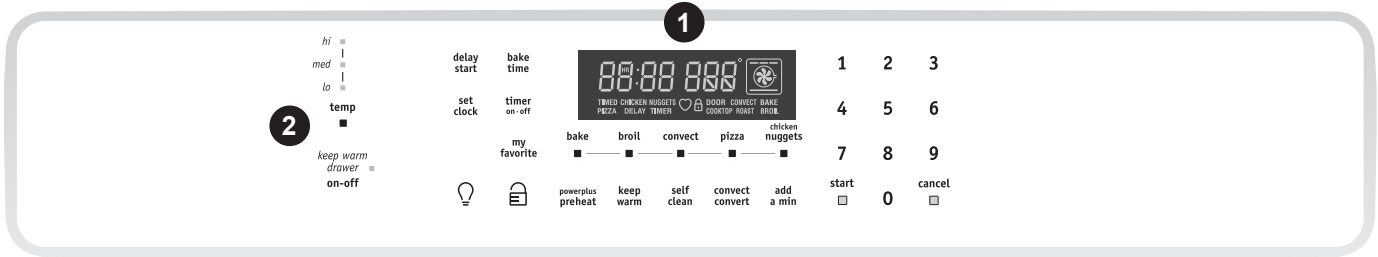 1
2
hi
med
lo
temp
keep warm
drawer
on-off
delay
start
bake
time
set
clock
timer
on·off
my
favorite
88:88 888°
HR
TIMED CHICKEN NUGGETS DOOR CONVECT BAKE
PIZZA DELAY TIMER COOKTOP ROAST BROIL
bake broil convect pizza chicken
nuggets
powerplus
preheat
keep
warm
self
clean
convect
convert
add
a min
1 2 3
4 5 6
7 8 9
start 0 cancel